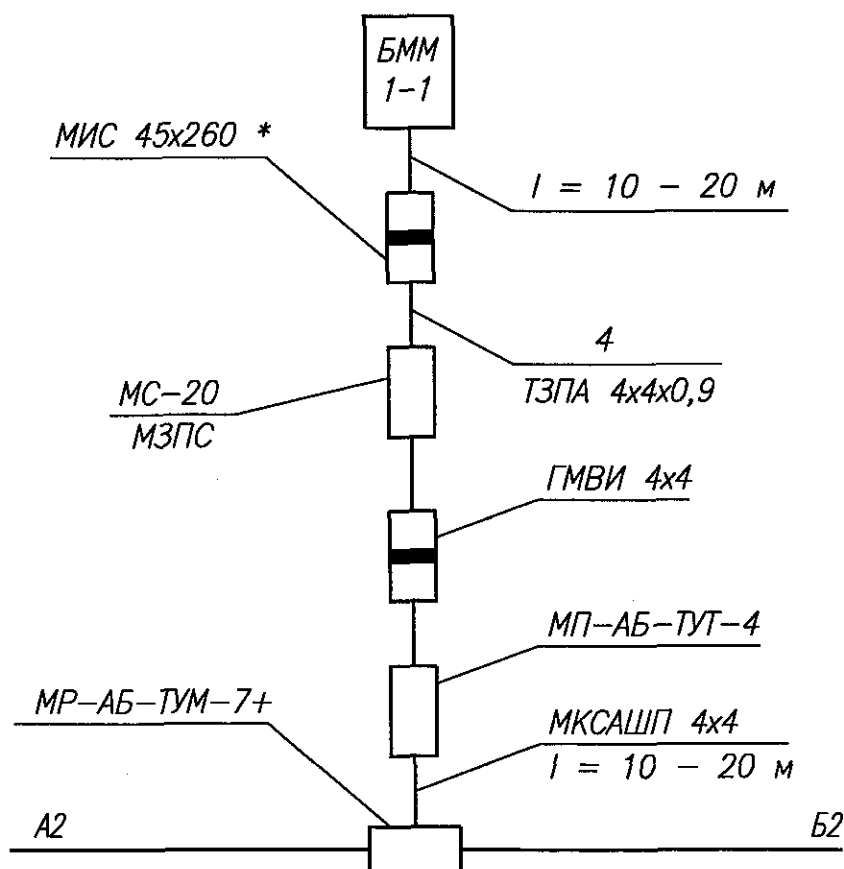 БММ
1-1
МИС 45х260 *
l = 10 - 20 м
4
ТЗПА 4х4х0,9
МС-20
МЗПС
ГМВИ 4х4
МП-АБ-ТУТ-4
МР-АБ-ТУМ-7+
МКСАШП 4х4
l = 10 - 20 м
А2
Б2